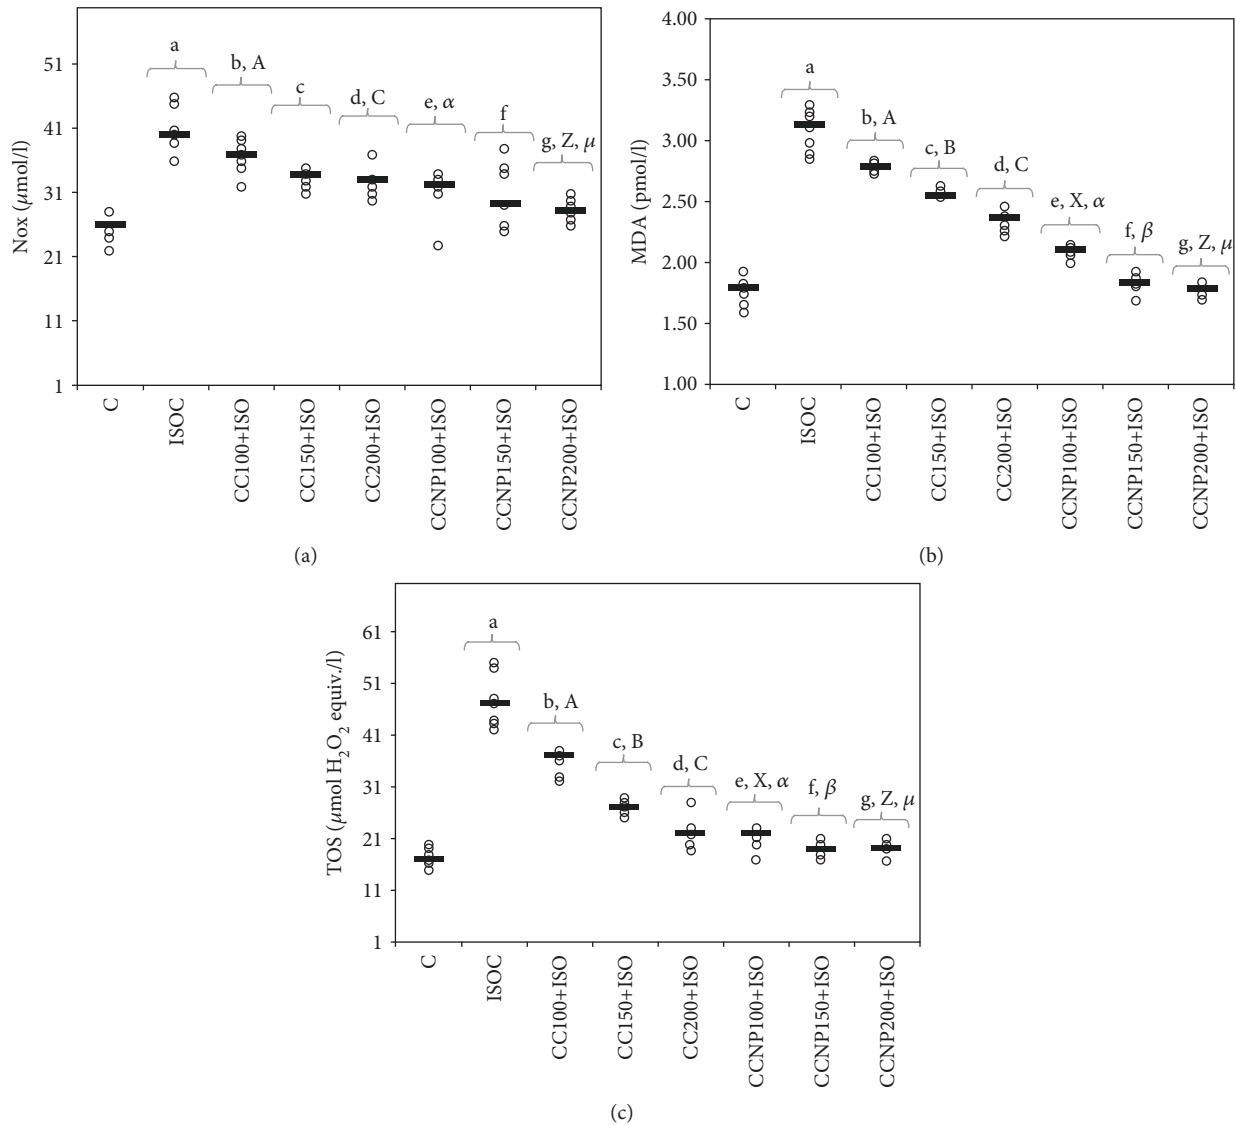 Nox (μmol/l)
51
41
31
21
11
1
a
b, A
c
d, C
e, α
f
g, Z, μ
C
ISOC
CC100+ISO
CC150+ISO
CC200+ISO
CCNP100+ISO
CCNP150+ISO
CCNP200+ISO
(a)
MDA (pmol/l)
4.00
3.50
3.00
2.50
2.00
1.50
1.00
a
b, A
c, B
d, C
e, X, α
f, β
g, Z, μ
C
ISOC
CC100+ISO
CC150+ISO
CC200+ISO
CCNP100+ISO
CCNP150+ISO
CCNP200+ISO
(b)
TOS (μmol H₂O₂ equiv./l)
61
51
41
31
21
11
1
a
b, A
c, B
d, C
e, X, α
f, β
g, Z, μ
C
ISOC
CC100+ISO
CC150+ISO
CC200+ISO
CCNP100+ISO
CCNP150+ISO
CCNP200+ISO
(c)